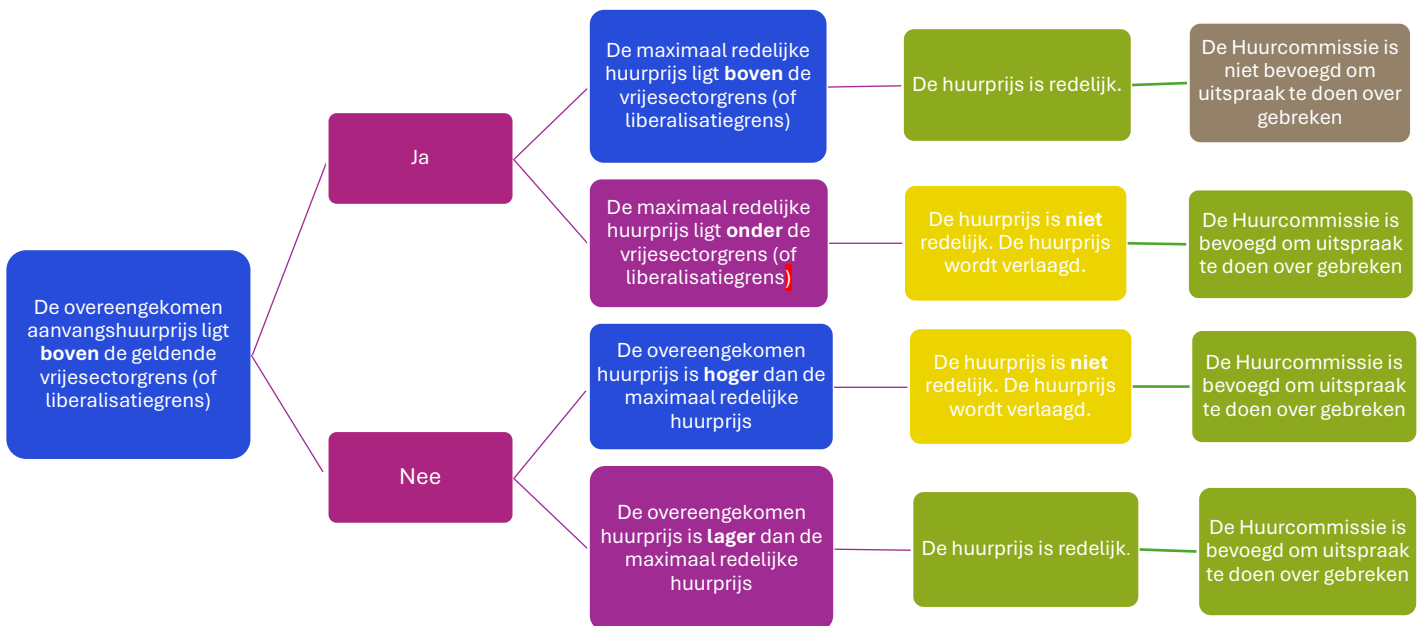 De overeengekomen
aanvangshuurprijs ligt
boven de geldende
vrijesectorgrens (of
liberalisatiegrens)
Ja
De maximaal redelijke
huurprijs ligt boven de
vrijesectorgrens (of
liberalisatiegrens)
De huurprijs is redelijk.
De Huurcommissie is
niet bevoegd om
uitspraak te doen over
gebreken
De maximaal redelijke
huurprijs ligt onder de
vrijesectorgrens (of
liberalisatiegrens)
De huurprijs is niet
redelijk. De huurprijs
wordt verlaagd.
De Huurcommissie is
bevoegd om uitspraak
te doen over gebreken
Nee
De overeengekomen
huurprijs is hoger dan de
maximaal redelijke
huurprijs
De huurprijs is niet
redelijk. De huurprijs
wordt verlaagd.
De Huurcommissie is
bevoegd om uitspraak
te doen over gebreken
De overeengekomen
huurprijs is lager dan de
maximaal redelijke
huurprijs
De huurprijs is redelijk.
De Huurcommissie is
bevoegd om uitspraak
te doen over gebreken